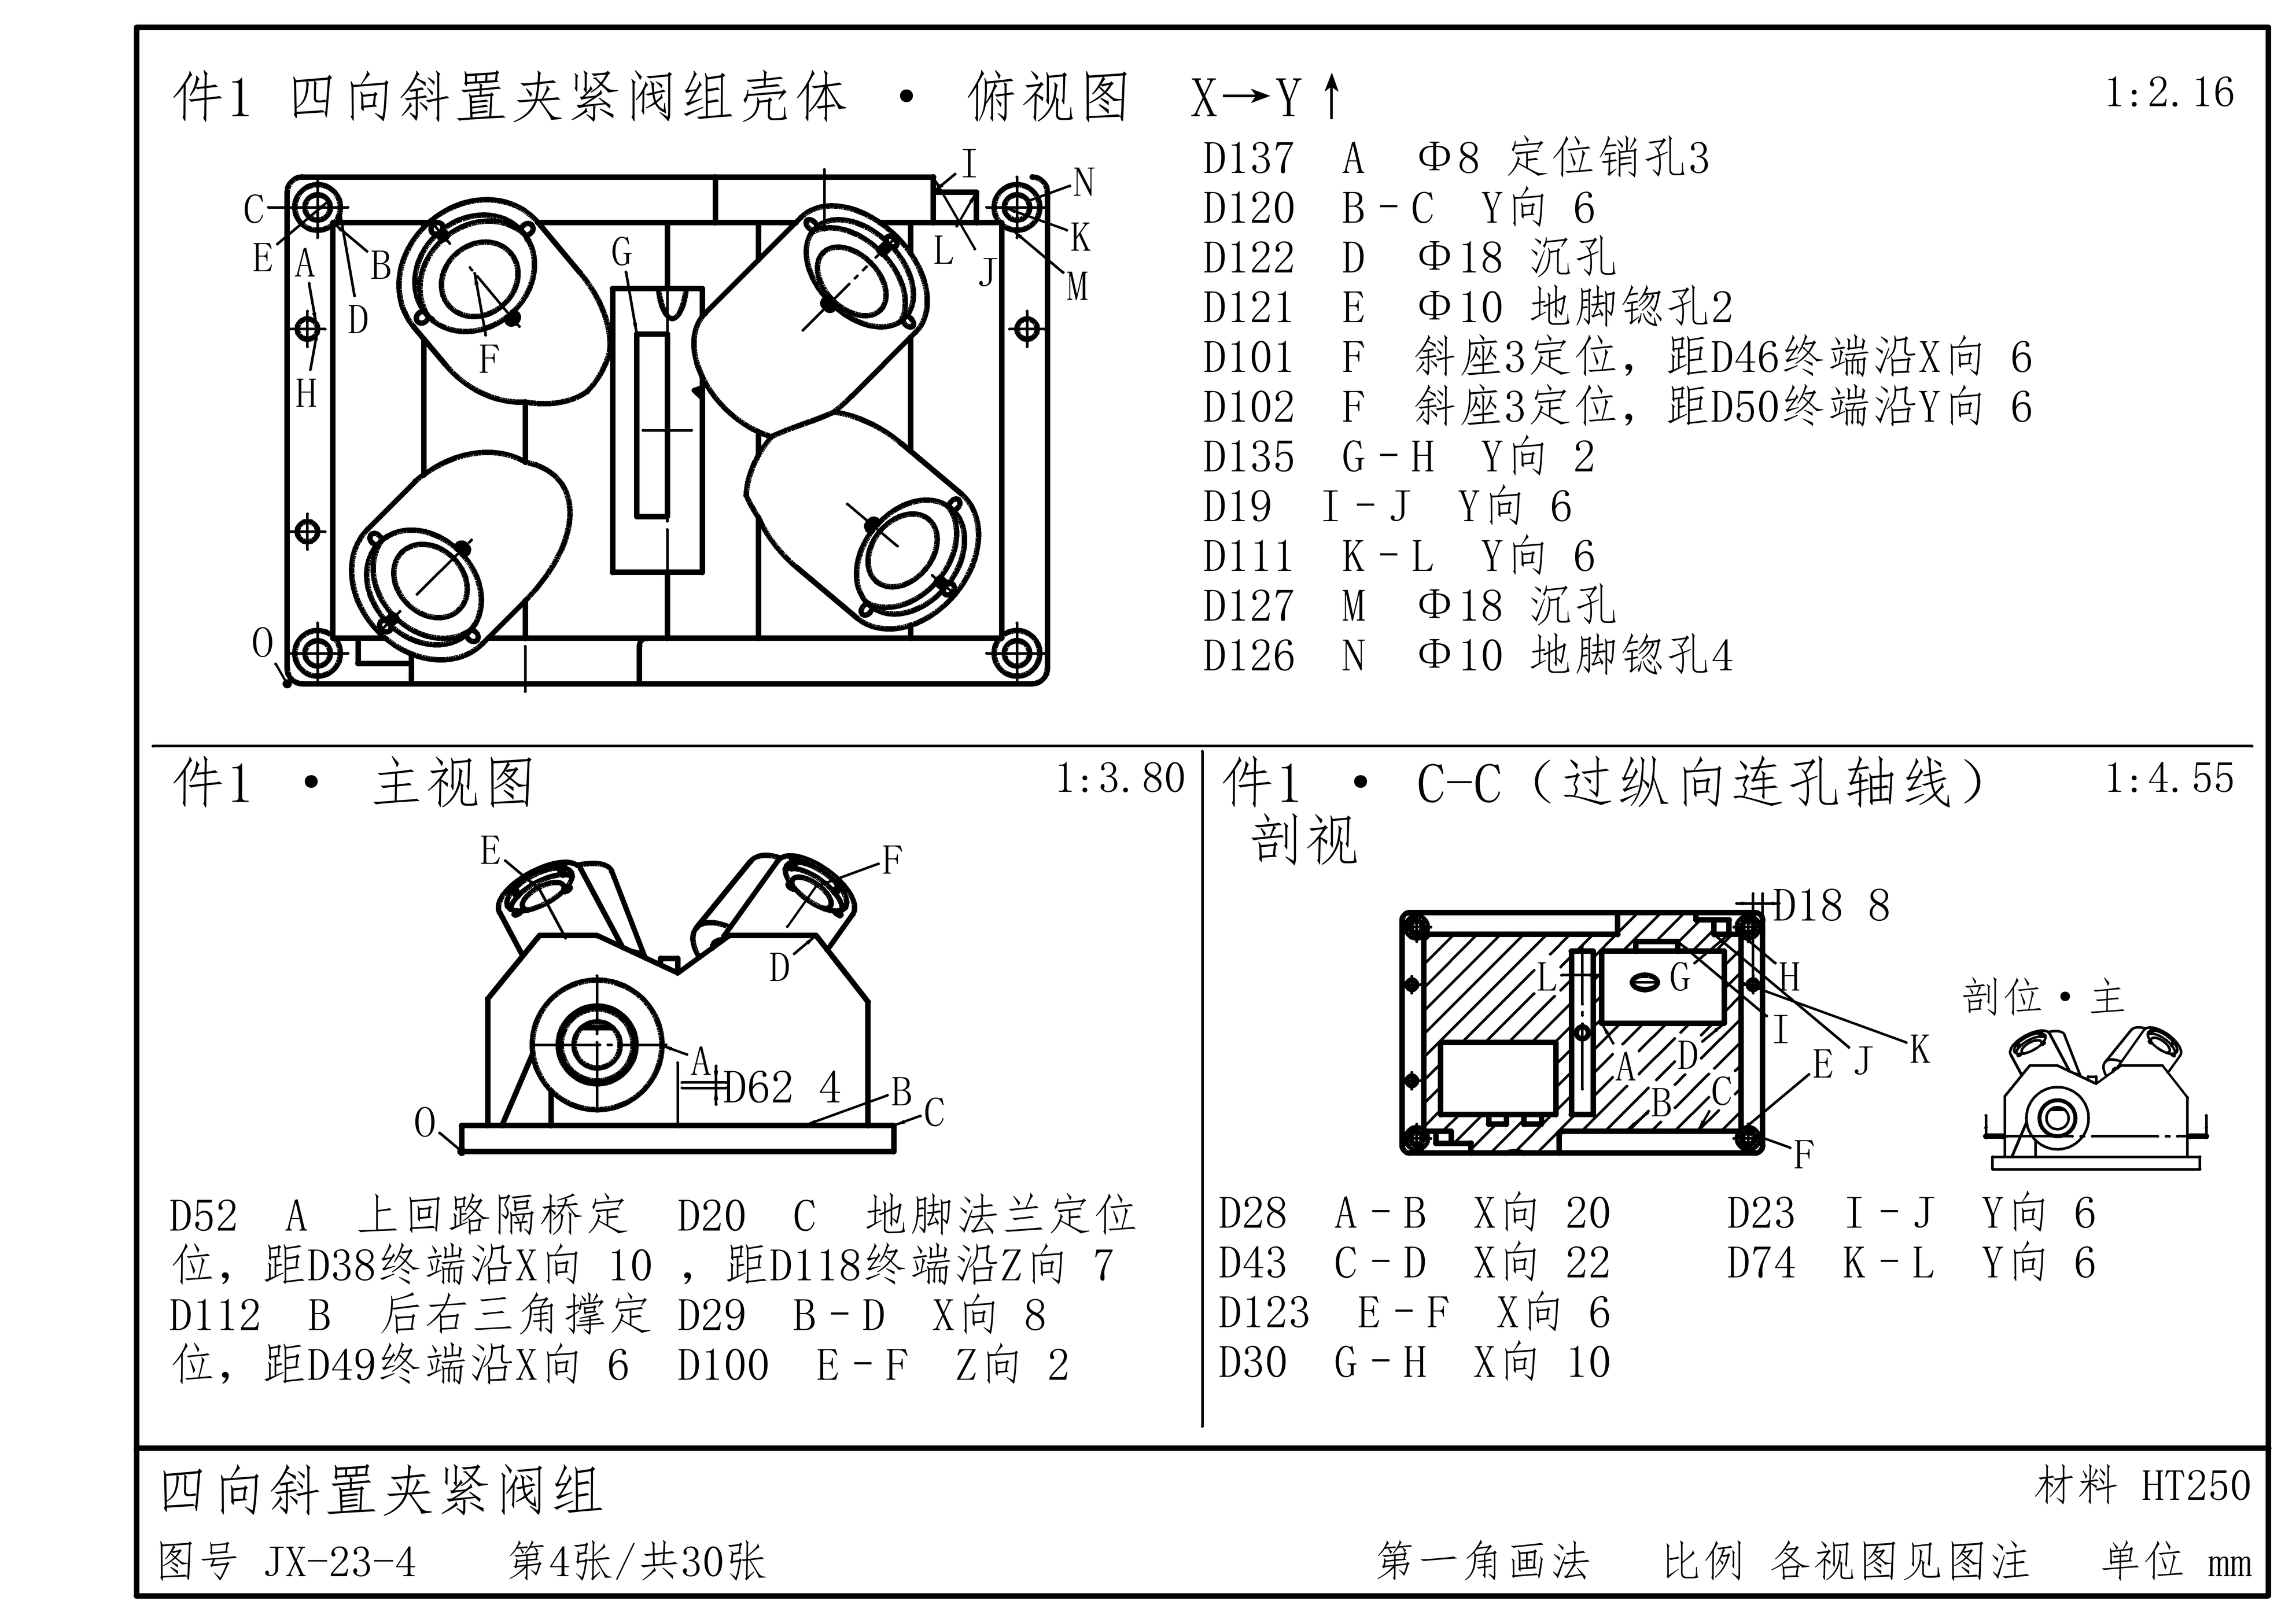 件1 四向斜置夹紧阀组壳体 · 俯视图 X→Y↑
1:2.16
D137 A Φ8 定位销孔3
D120 B-C Y向 6
D122 D Φ18 沉孔
D121 E Φ10 地脚锪孔2
D101 F 斜座3定位，距D46终端沿X向 6
D102 F 斜座3定位，距D50终端沿Y向 6
D135 G-H Y向 2
D19 I-J Y向 6
D111 K-L Y向 6
D127 M Φ18 沉孔
D126 N Φ10 地脚锪孔4
I
N
C
K
G
L
E
A
B
J
M
D
F
H
O
件1 · 主视图
1:3.80
E
F
D
A
D62 4
B
C
O
D52 A 上回路隔桥定
位，距D38终端沿X向 10
D112 B 后右三角撑定
位，距D49终端沿X向 6
D20 C 地脚法兰定位
，距D118终端沿Z向 7
D29 B-D X向 8
D100 E-F Z向 2
件1 · C-C（过纵向连孔轴线）
剖视
1:4.55
D18 8
L
G
H
I
A
D
E
J
K
B
C
F
剖位·主
D28 A-B X向 20
D43 C-D X向 22
D123 E-F X向 6
D30 G-H X向 10
D23 I-J Y向 6
D74 K-L Y向 6
四向斜置夹紧阀组
材料 HT250
图号 JX-23-4 第4张/共30张
第一角画法 比例 各视图见图注 单位 mm